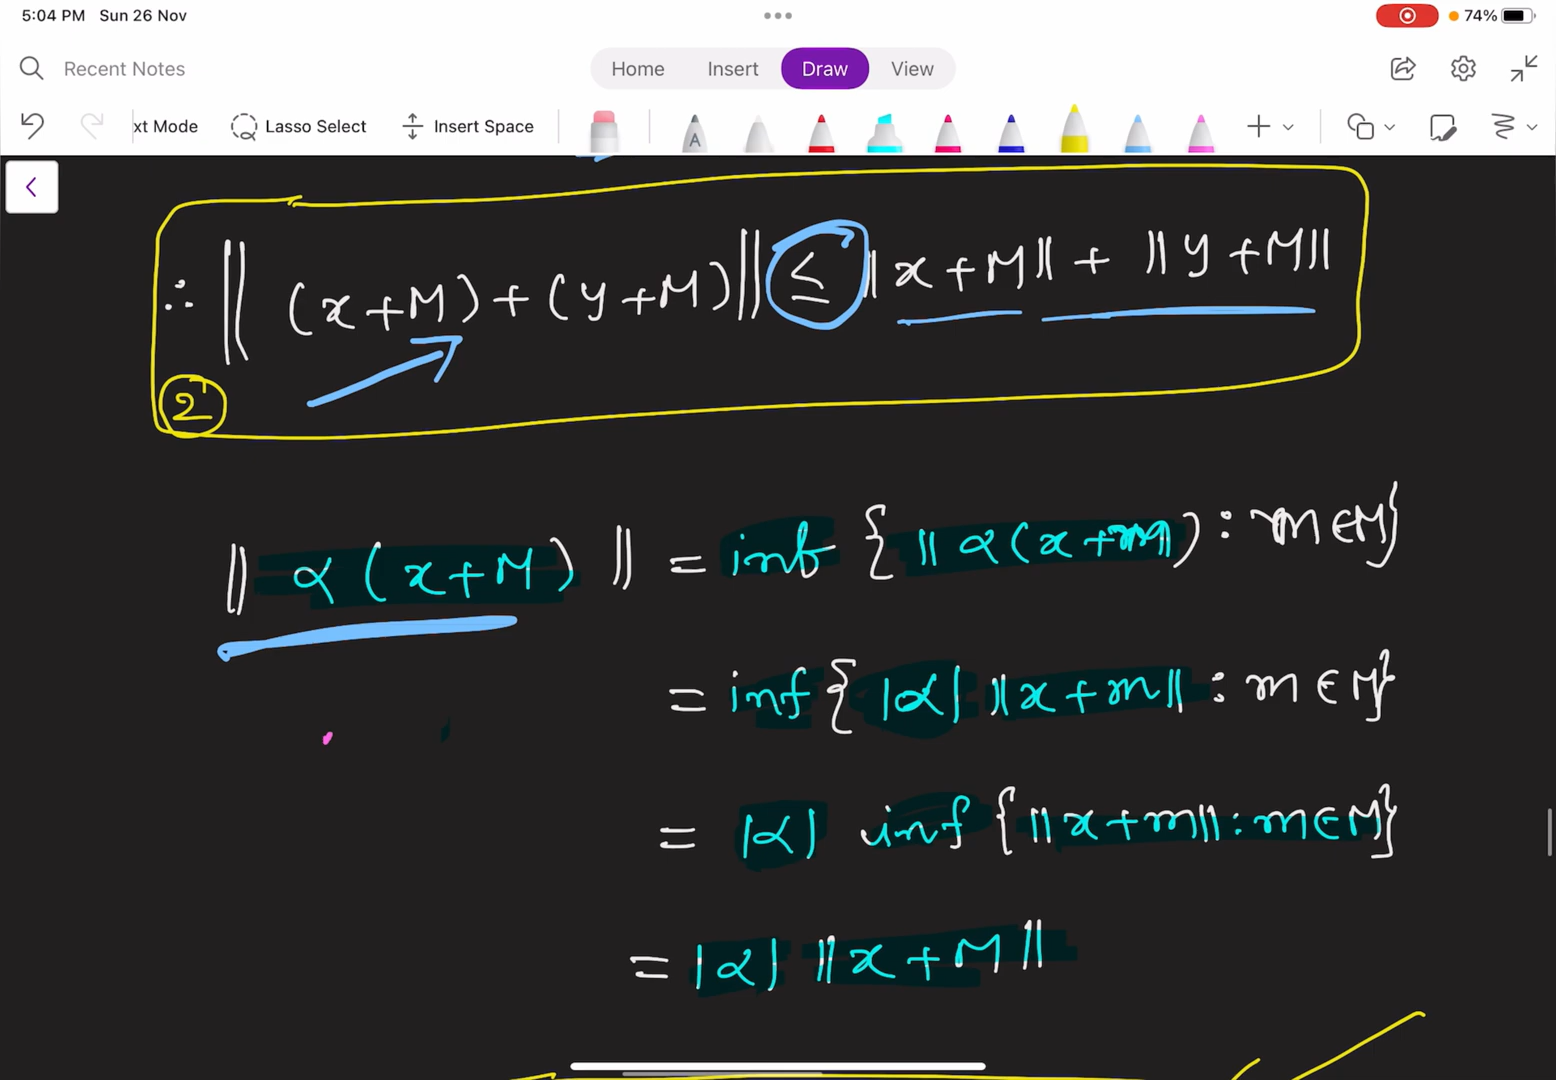 5:04 PM Sun 26 Nov
74%
Recent Notes
Home Insert Draw View
xt Mode Lasso Select Insert Space
A
∴ ‖(x+M)+(y+M)‖ ≤ ‖x+M‖ + ‖y+M‖
2'
‖α(x+M)‖ = inf {‖α(x+m)‖ : m∈M}
= inf {|α| ‖x+m‖ : m∈M}
= |α| inf {‖x+m‖ : m∈M}
= |α| ‖x+M‖